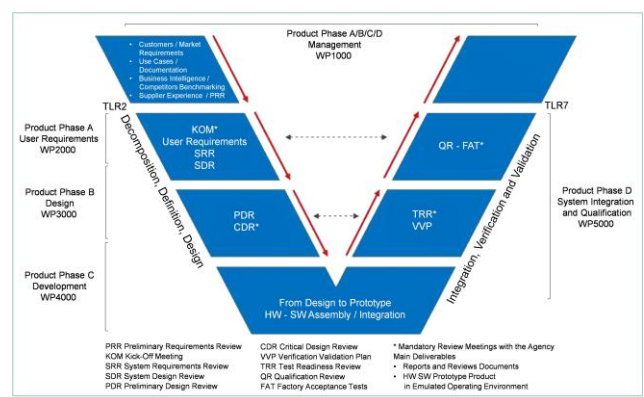 Product Phase A/B/C/D
Management
WP1000
• Customers / Market
Requirements
• Use Cases /
Documentation
• Business Intelligence /
Competitors Benchmarking
• Supplier Experience / PRR
TLR2
TLR7
Product Phase A
User Requirements
WP2000
KOM*
User Requirements
SRR
SDR
QR - FAT*
Product Phase B
Design
WP3000
PDR
CDR*
TRR*
VVP
Product Phase D
System Integration
and Qualification
WP5000
Decomposition, Definition, Design
Integration, Verification and Validation
Product Phase C
Development
WP4000
From Design to Prototype
HW - SW Assembly / Integration
PRR Preliminary Requirements Review
KOM Kick-Off Meeting
SRR System Requirements Review
SDR System Design Review
PDR Preliminary Design Review
CDR Critical Design Review
VVP Verification Validation Plan
TRR Test Readiness Review
QR Qualification Review
FAT Factory Acceptance Tests
* Mandatory Review Meetings with the Agency
Main Deliverables
• Reports and Reviews Documents
• HW SW Prototype Product
in Emulated Operating Environment